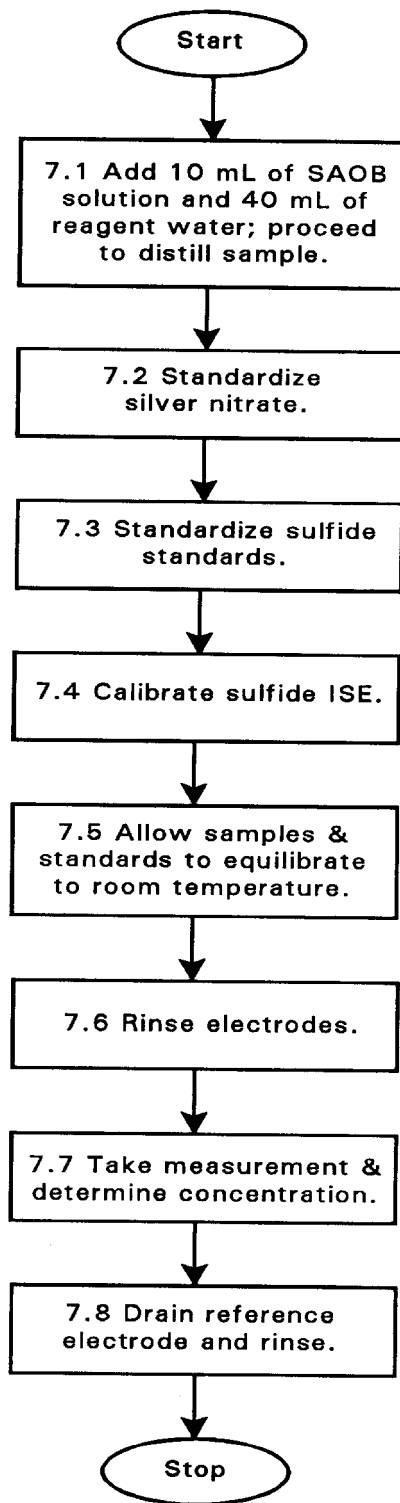 Start
7.1 Add 10 mL of SAOB
solution and 40 mL of
reagent water; proceed
to distill sample.
7.2 Standardize
silver nitrate.
7.3 Standardize sulfide
standards.
7.4 Calibrate sulfide ISE.
7.5 Allow samples &
standards to equilibrate
to room temperature.
7.6 Rinse electrodes.
7.7 Take measurement &
determine concentration.
7.8 Drain reference
electrode and rinse.
Stop